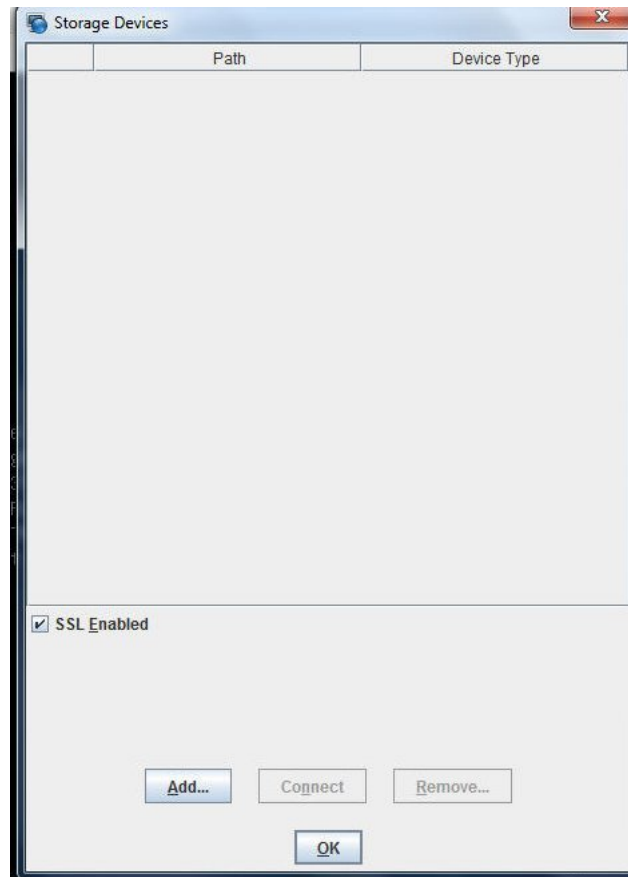 Storage Devices
Path Device Type
SSL Enabled
Add... Connect Remove...
OK